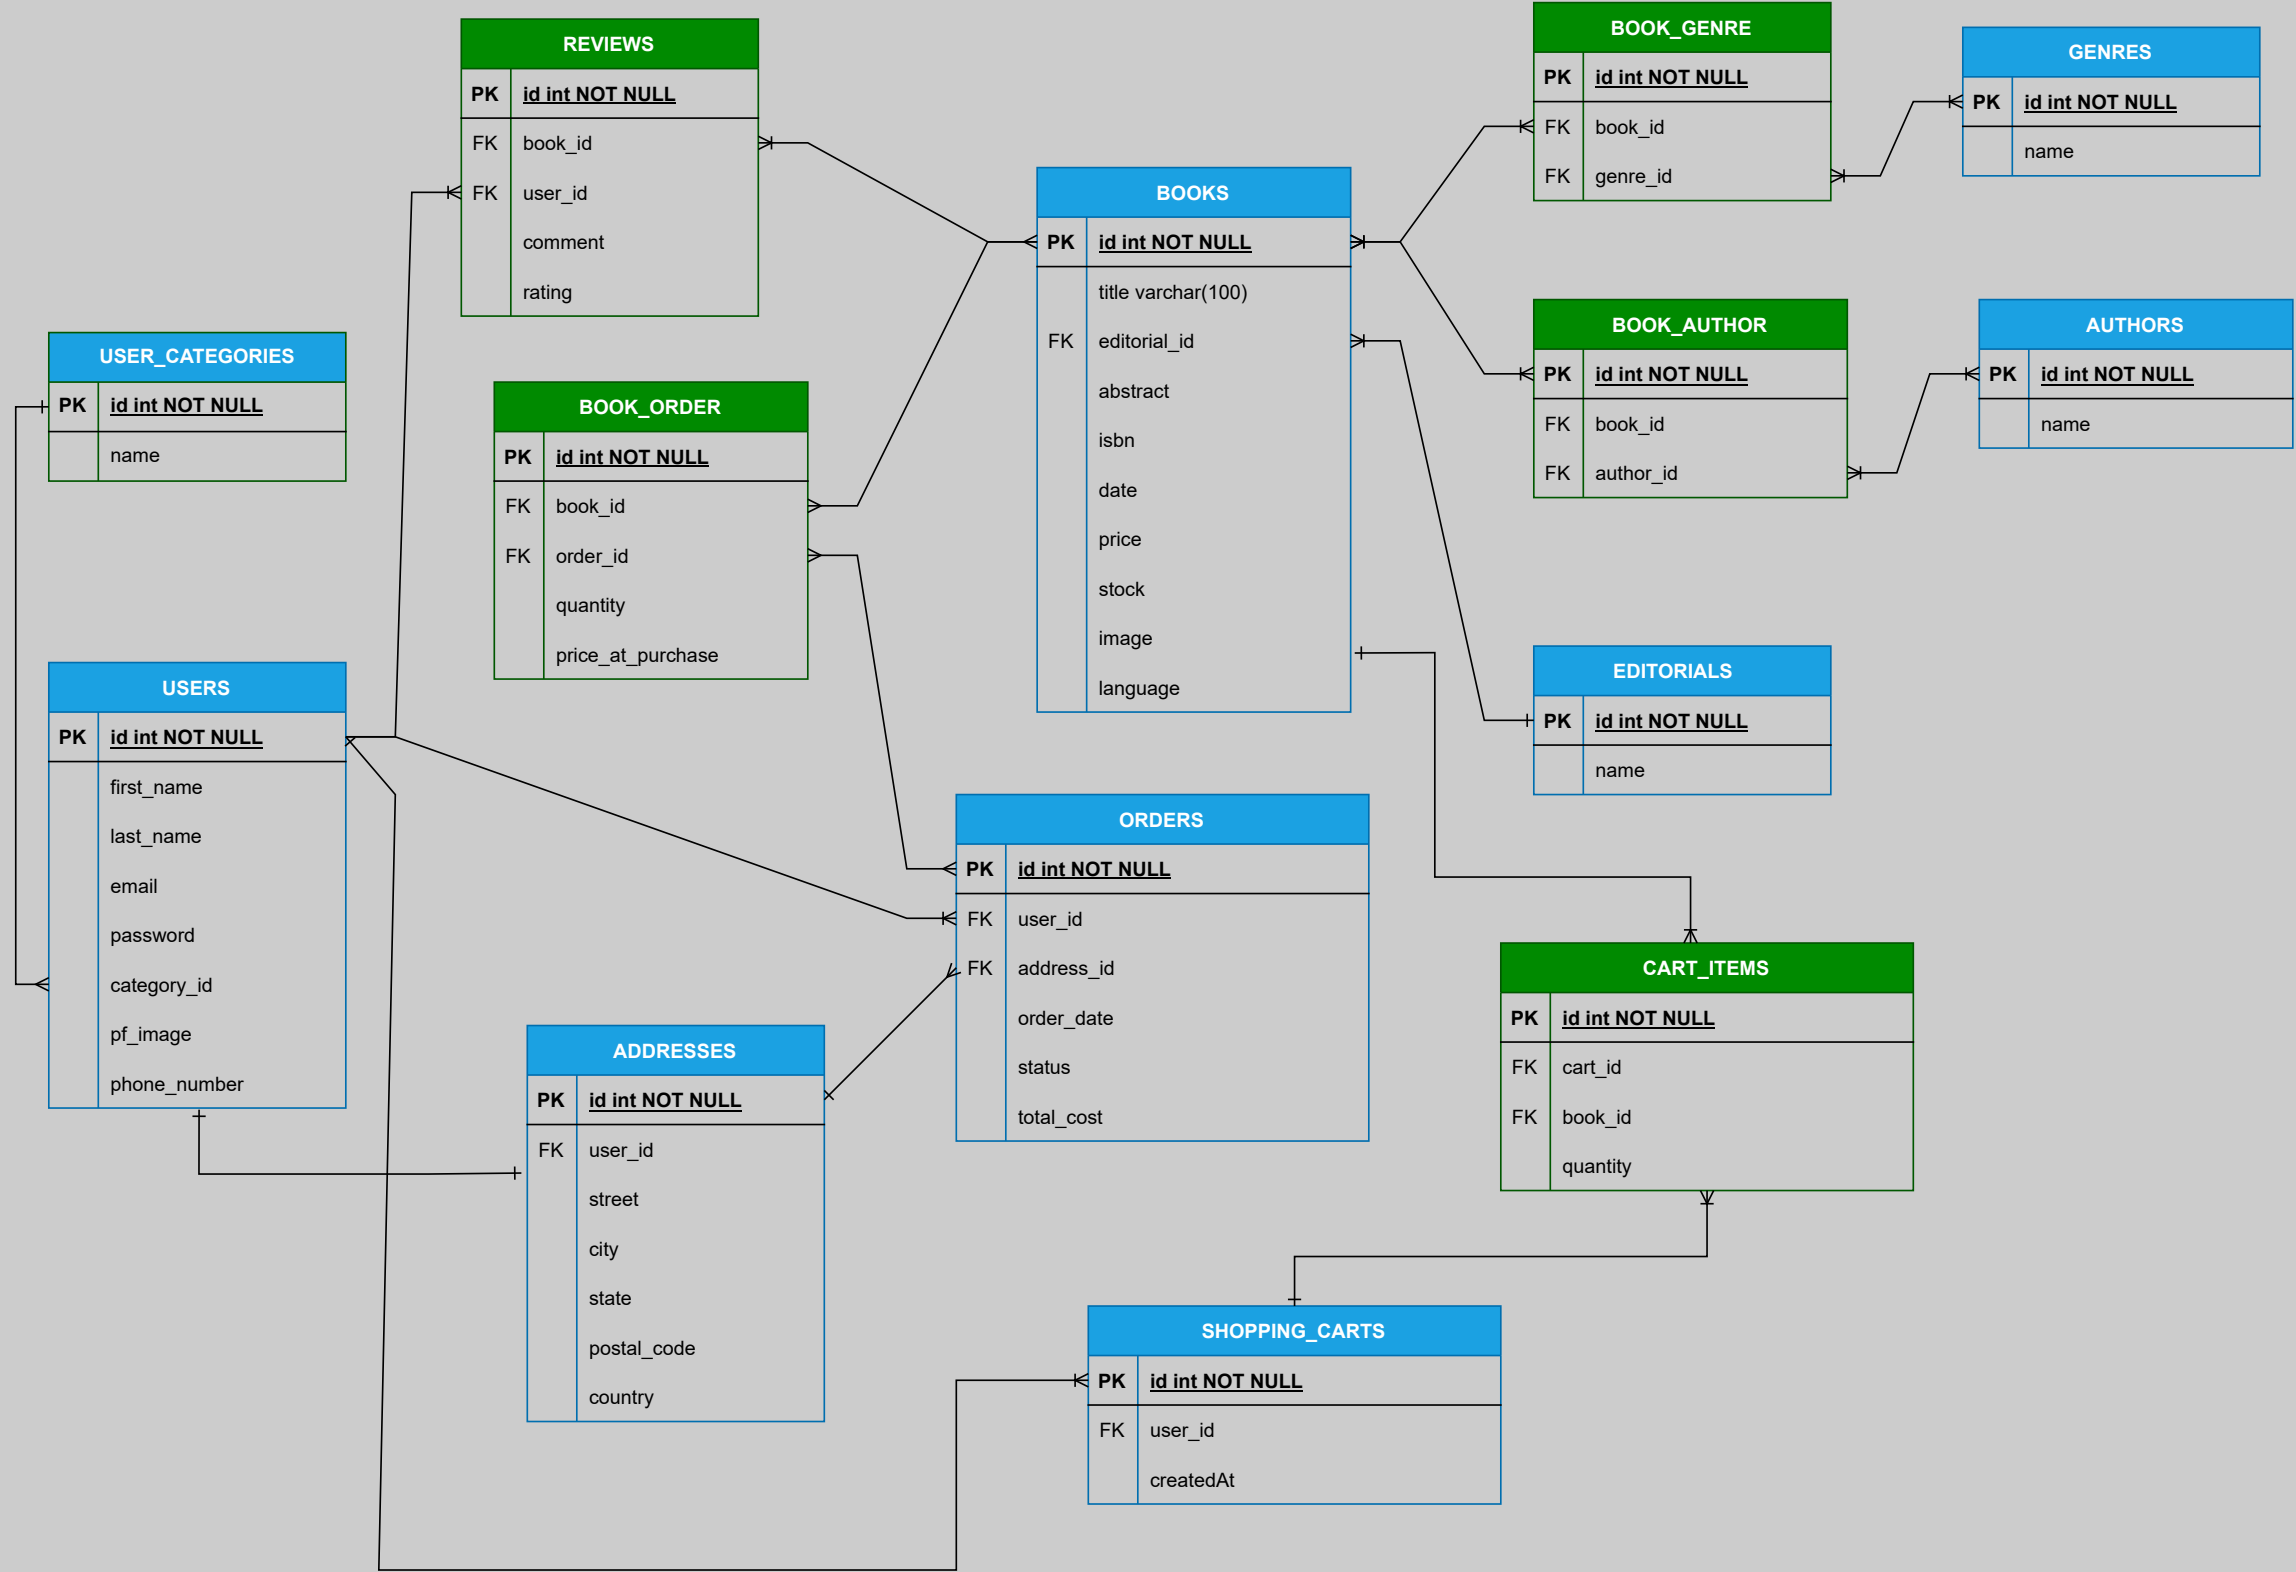 REVIEWS
PK id int NOT NULL
FK book_id
FK user_id
comment
rating
BOOK_GENRE
PK id int NOT NULL
FK book_id
FK genre_id
GENRES
PK id int NOT NULL
name
BOOKS
PK id int NOT NULL
title varchar(100)
FK editorial_id
abstract
isbn
date
price
stock
image
language
USER_CATEGORIES
PK id int NOT NULL
name
BOOK_ORDER
PK id int NOT NULL
FK book_id
FK order_id
quantity
price_at_purchase
BOOK_AUTHOR
PK id int NOT NULL
FK book_id
FK author_id
AUTHORS
PK id int NOT NULL
name
USERS
PK id int NOT NULL
first_name
last_name
email
password
category_id
pf_image
phone_number
EDITORIALS
PK id int NOT NULL
name
ORDERS
PK id int NOT NULL
FK user_id
FK address_id
order_date
status
total_cost
ADDRESSES
PK id int NOT NULL
FK user_id
street
city
state
postal_code
country
CART_ITEMS
PK id int NOT NULL
FK cart_id
FK book_id
quantity
SHOPPING_CARTS
PK id int NOT NULL
FK user_id
createdAt